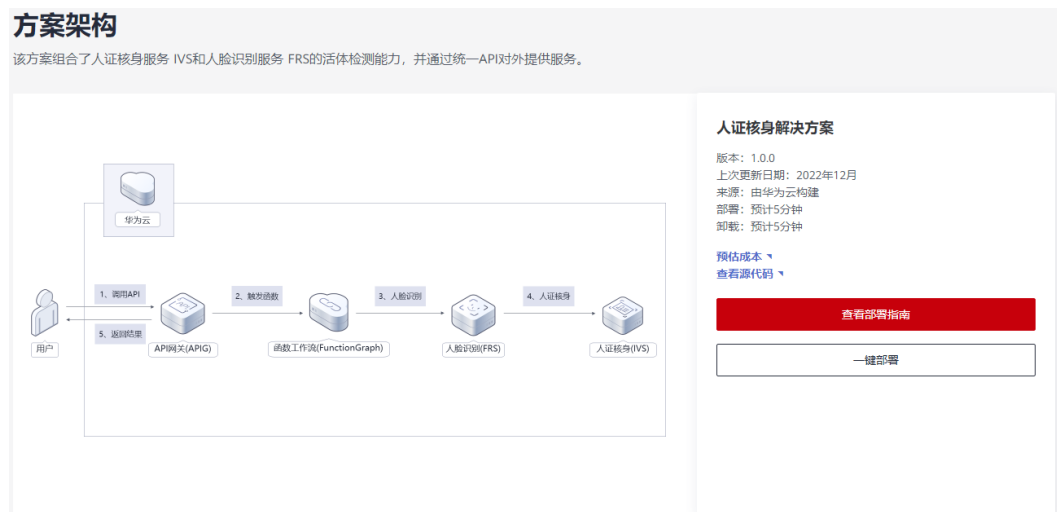 方案架构
该方案组合了人证核身服务 IVS和人脸识别服务 FRS的活体检测能力，并通过统一API对外提供服务。
华为云
1、调用API
2、触发函数
3、人脸识别
4、人证核身
5、返回结果
用户
API网关(APIG)
函数工作流(FunctionGraph)
人脸识别(FRS)
人证核身(IVS)
人证核身解决方案
版本：1.0.0
上次更新日期：2022年12月
来源：由华为云构建
部署：预计5分钟
卸载：预计5分钟
预估成本
查看源代码
查看部署指南
一键部署